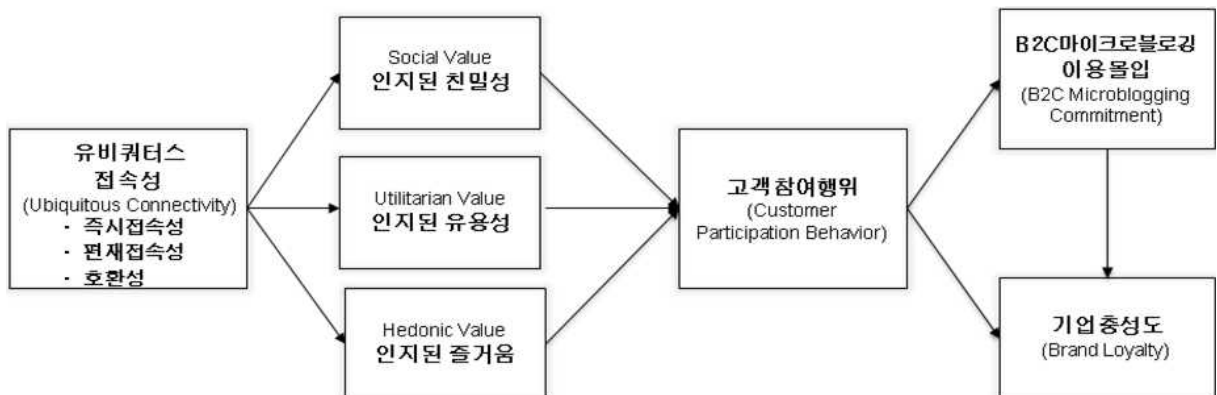 유비쿼터스
접속성
(Ubiquitous Connectivity)
- 즉시접속성
- 편재접속성
- 호환성
Social Value
인지된 친밀성
Utilitarian Value
인지된 유용성
Hedonic Value
인지된 즐거움
고객참여행위
(Customer
Participation Behavior)
B2C마이크로블로깅
이용몰입
(B2C Microblogging
Commitment)
기업충성도
(Brand Loyalty)